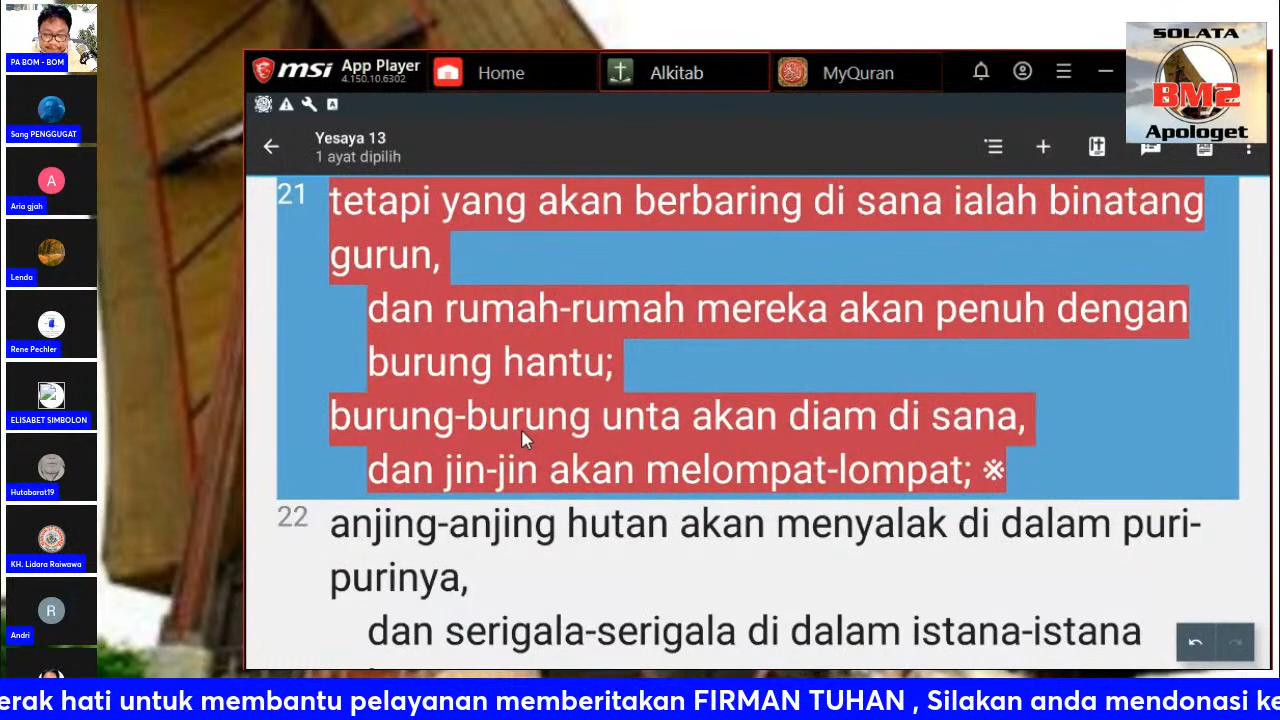 PA BOM - BOM
Sang PENGGUGAT
A
Aria gjah
Lenda
Rene Pechler
ELISABET SIMBOLON
Hutabarat19
KH. Lidara Raiwawa
R
Andri
msi App Player
4.150.10.6302
Home
Alkitab
MyQuran
SOLATA
BM2
Apologet
Yesaya 13
1 ayat dipilih
21 tetapi yang akan berbaring di sana ialah binatang
gurun,
dan rumah-rumah mereka akan penuh dengan
burung hantu;
burung-burung unta akan diam di sana,
dan jin-jin akan melompat-lompat; ※
22 anjing-anjing hutan akan menyalak di dalam puri-
purinya,
dan serigala-serigala di dalam istana-istana
erak hati untuk membantu pelayanan memberitakan FIRMAN TUHAN , Silakan anda mendonasi ke